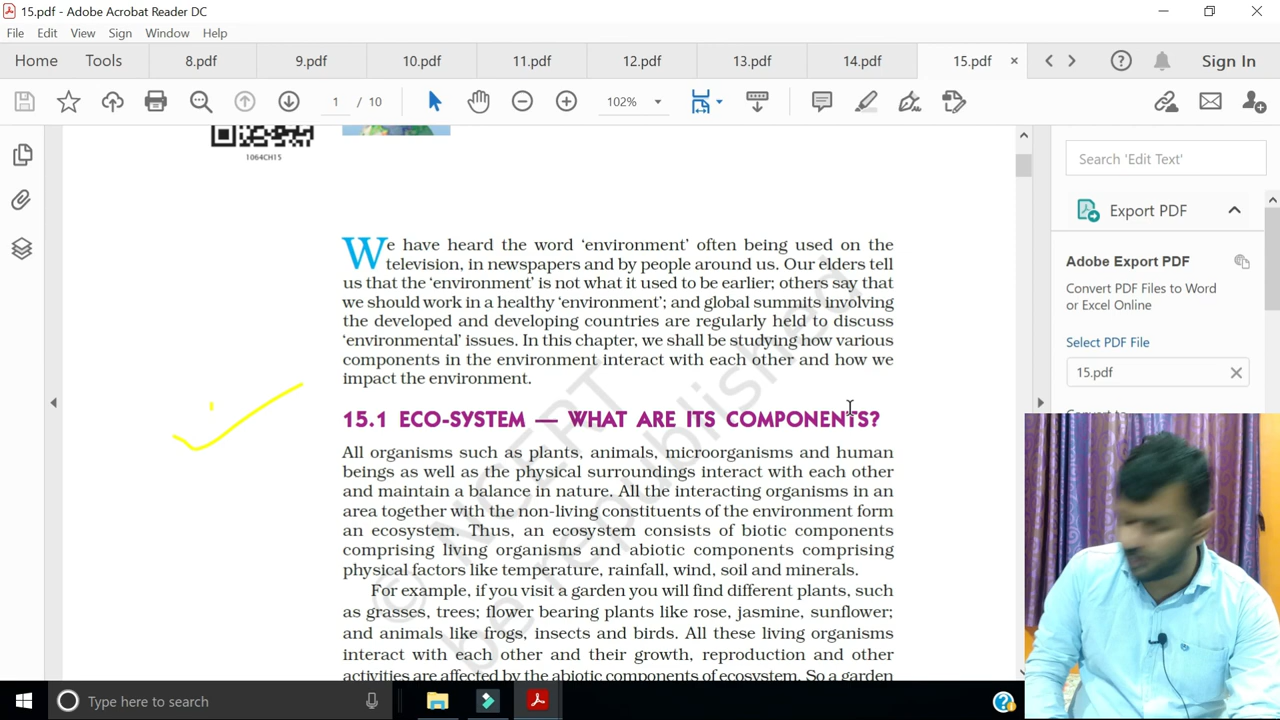 15.pdf - Adobe Acrobat Reader DC
File Edit View Sign Window Help
Home Tools 8.pdf 9.pdf 10.pdf 11.pdf 12.pdf 13.pdf 14.pdf 15.pdf × Sign In
1 / 10 102%
1064CH15
We have heard the word ‘environment’ often being used on the
television, in newspapers and by people around us. Our elders tell
us that the ‘environment’ is not what it used to be earlier; others say that
we should work in a healthy ‘environment’; and global summits involving
the developed and developing countries are regularly held to discuss
‘environmental’ issues. In this chapter, we shall be studying how various
components in the environment interact with each other and how we
impact the environment.
15.1 ECO-SYSTEM — WHAT ARE ITS COMPONENTS?
All organisms such as plants, animals, microorganisms and human
beings as well as the physical surroundings interact with each other
and maintain a balance in nature. All the interacting organisms in an
area together with the non-living constituents of the environment form
an ecosystem. Thus, an ecosystem consists of biotic components
comprising living organisms and abiotic components comprising
physical factors like temperature, rainfall, wind, soil and minerals.
For example, if you visit a garden you will find different plants, such
as grasses, trees; flower bearing plants like rose, jasmine, sunflower;
and animals like frogs, insects and birds. All these living organisms
interact with each other and their growth, reproduction and other
activities are affected by the abiotic components of ecosystem. So a garden
© NCERT
be republished
Search 'Edit Text'
Export PDF
Adobe Export PDF
Convert PDF Files to Word
or Excel Online
Select PDF File
15.pdf
Convert to
Type here to search